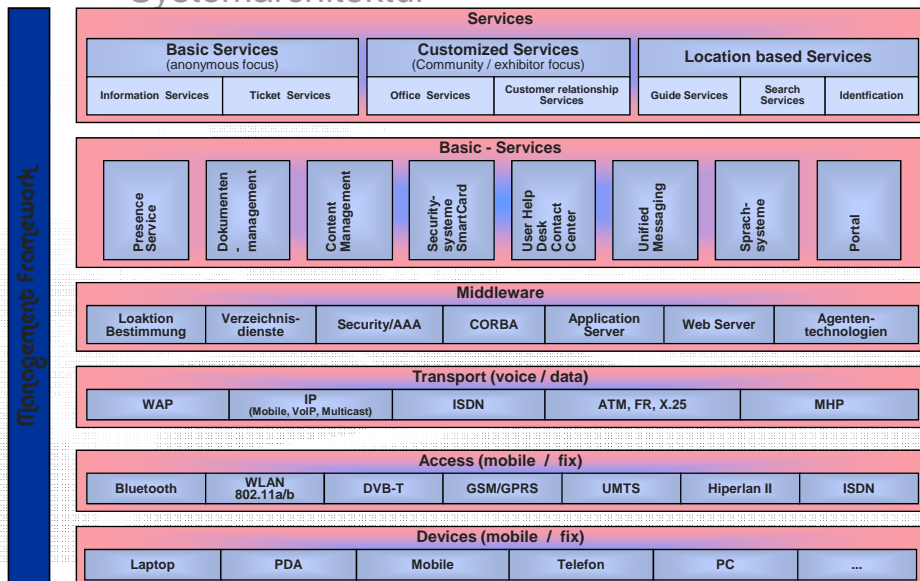 Systemarchitektur
Management Framework
Services
Basic Services
(anonymous focus)
Customized Services
(Community / exhibitor focus)
Location based Services
Information Services
Ticket Services
Office Services
Customer relationship
Services
Guide Services
Search
Services
Identfication
Basic - Services
Presence
Service
Dokumenten
- management
Content
Management
Security-
systeme
SmartCard
User Help
Desk
Contact
Center
Unified
Messaging
Sprach-
systeme
Portal
Middleware
Loaktion
Bestimmung
Verzeichnis-
dienste
Security/AAA
CORBA
Application
Server
Web Server
Agenten-
technologien
Transport (voice / data)
WAP
IP
(Mobile, VoIP, Multicast)
ISDN
ATM, FR, X.25
MHP
Access (mobile / fix)
Bluetooth
WLAN
802.11a/b
DVB-T
GSM/GPRS
UMTS
Hiperlan II
ISDN
Devices (mobile / fix)
Laptop
PDA
Mobile
Telefon
PC
...